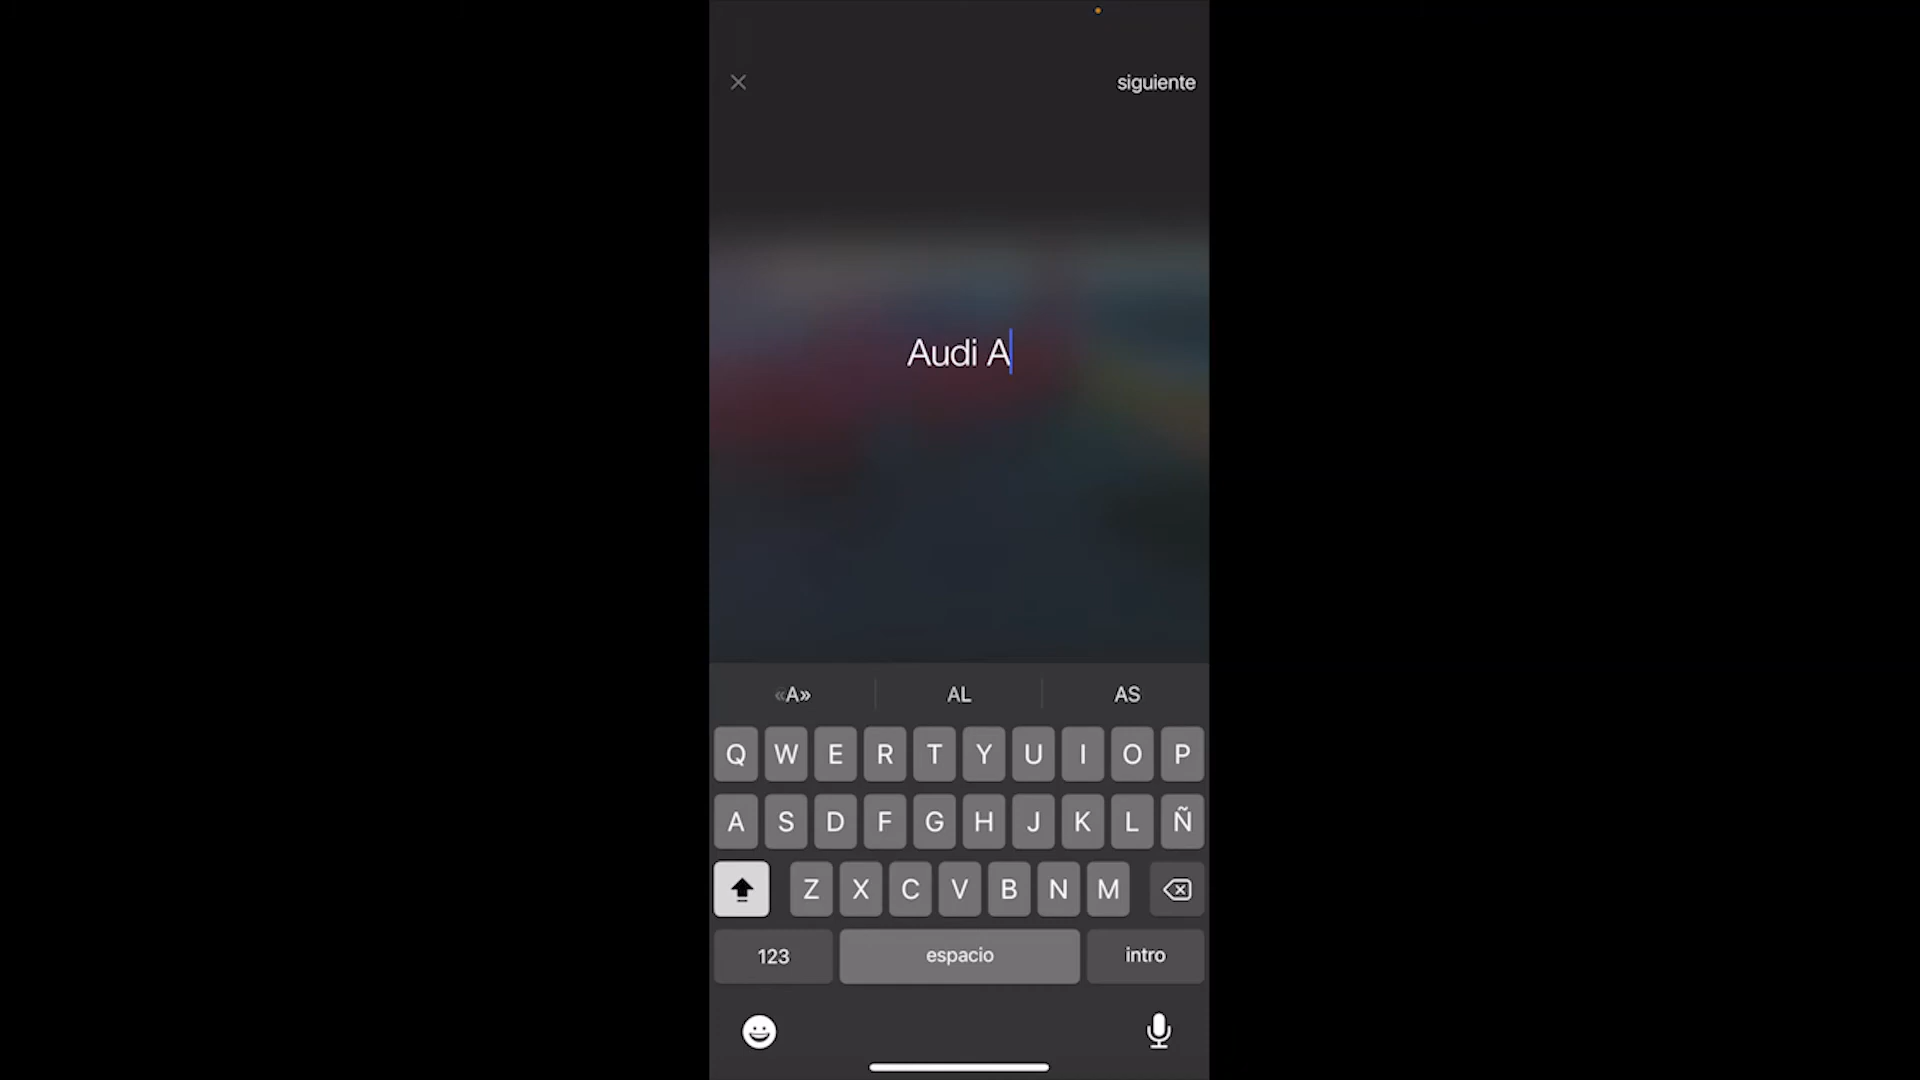 siguiente
Audi A
«A» AL AS
Q W E R T Y U I O P
A S D F G H J K L Ñ
Z X C V B N M
123 espacio intro